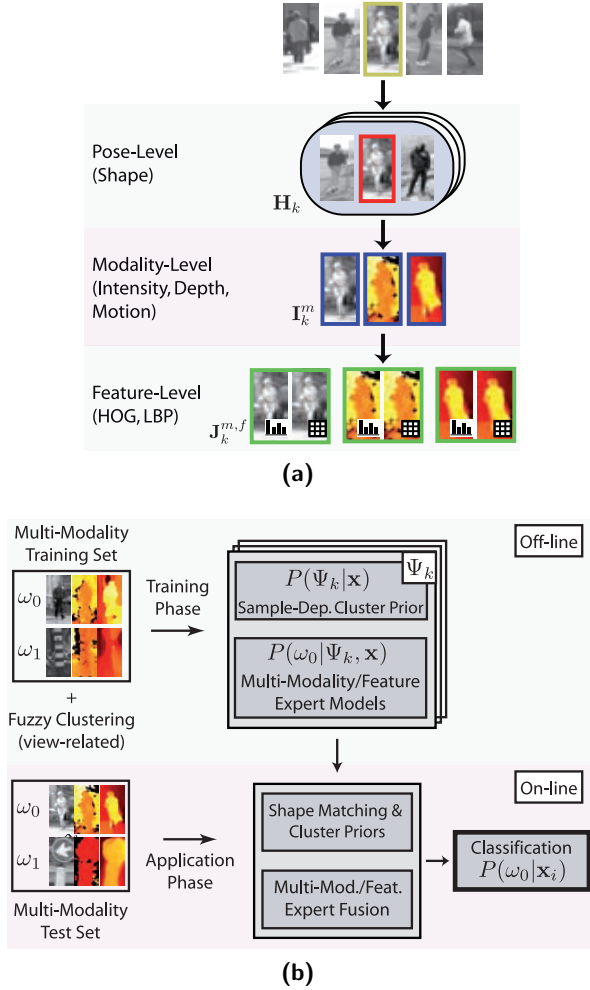 Pose-Level
(Shape)
H_k
Modality-Level
(Intensity, Depth,
Motion)
I_k^m
Feature-Level
(HOG, LBP)
J_k^{m,f}
(a)
Multi-Modality
Training Set
ω_0
ω_1
+
Fuzzy Clustering
(view-related)
Training
Phase
Ψ_k
P(Ψ_k|x)
Sample-Dep. Cluster Prior
P(ω_0|Ψ_k, x)
Multi-Modality/Feature
Expert Models
Off-line
On-line
ω_0
ω_1
Multi-Modality
Test Set
Application
Phase
Shape Matching &
Cluster Priors
Multi-Mod./Feat.
Expert Fusion
Classification
P(ω_0|x_i)
(b)